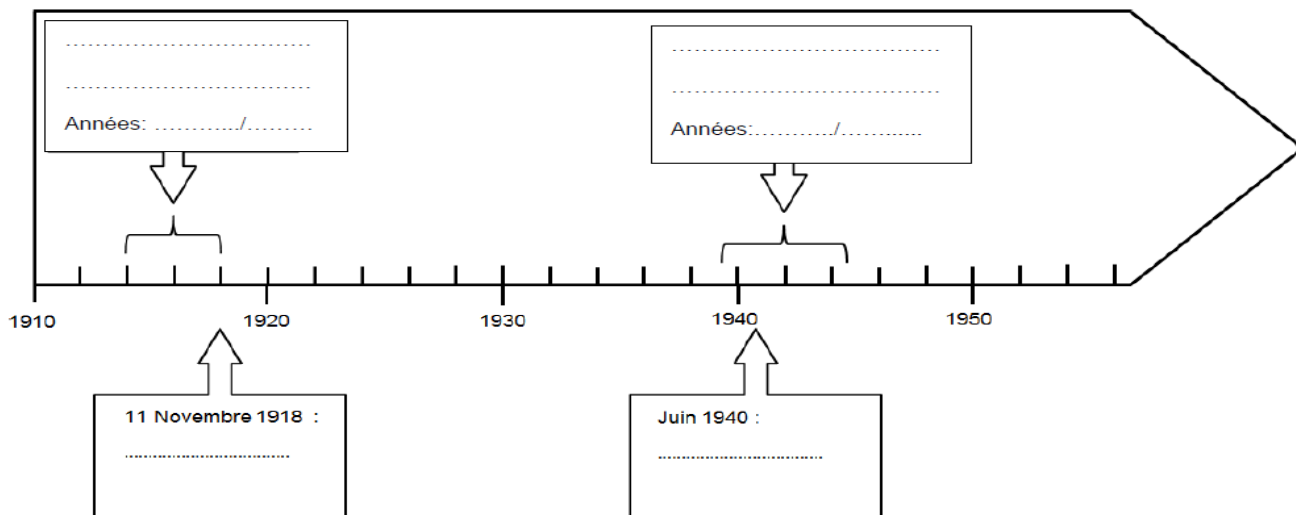 ……………………………
……………………………
Années: ………../………
………………………………
………………………………
Années:………../……......
1910
1920
1930
1940
1950
11 Novembre 1918 :
……………………………
Juin 1940 :
……………………………